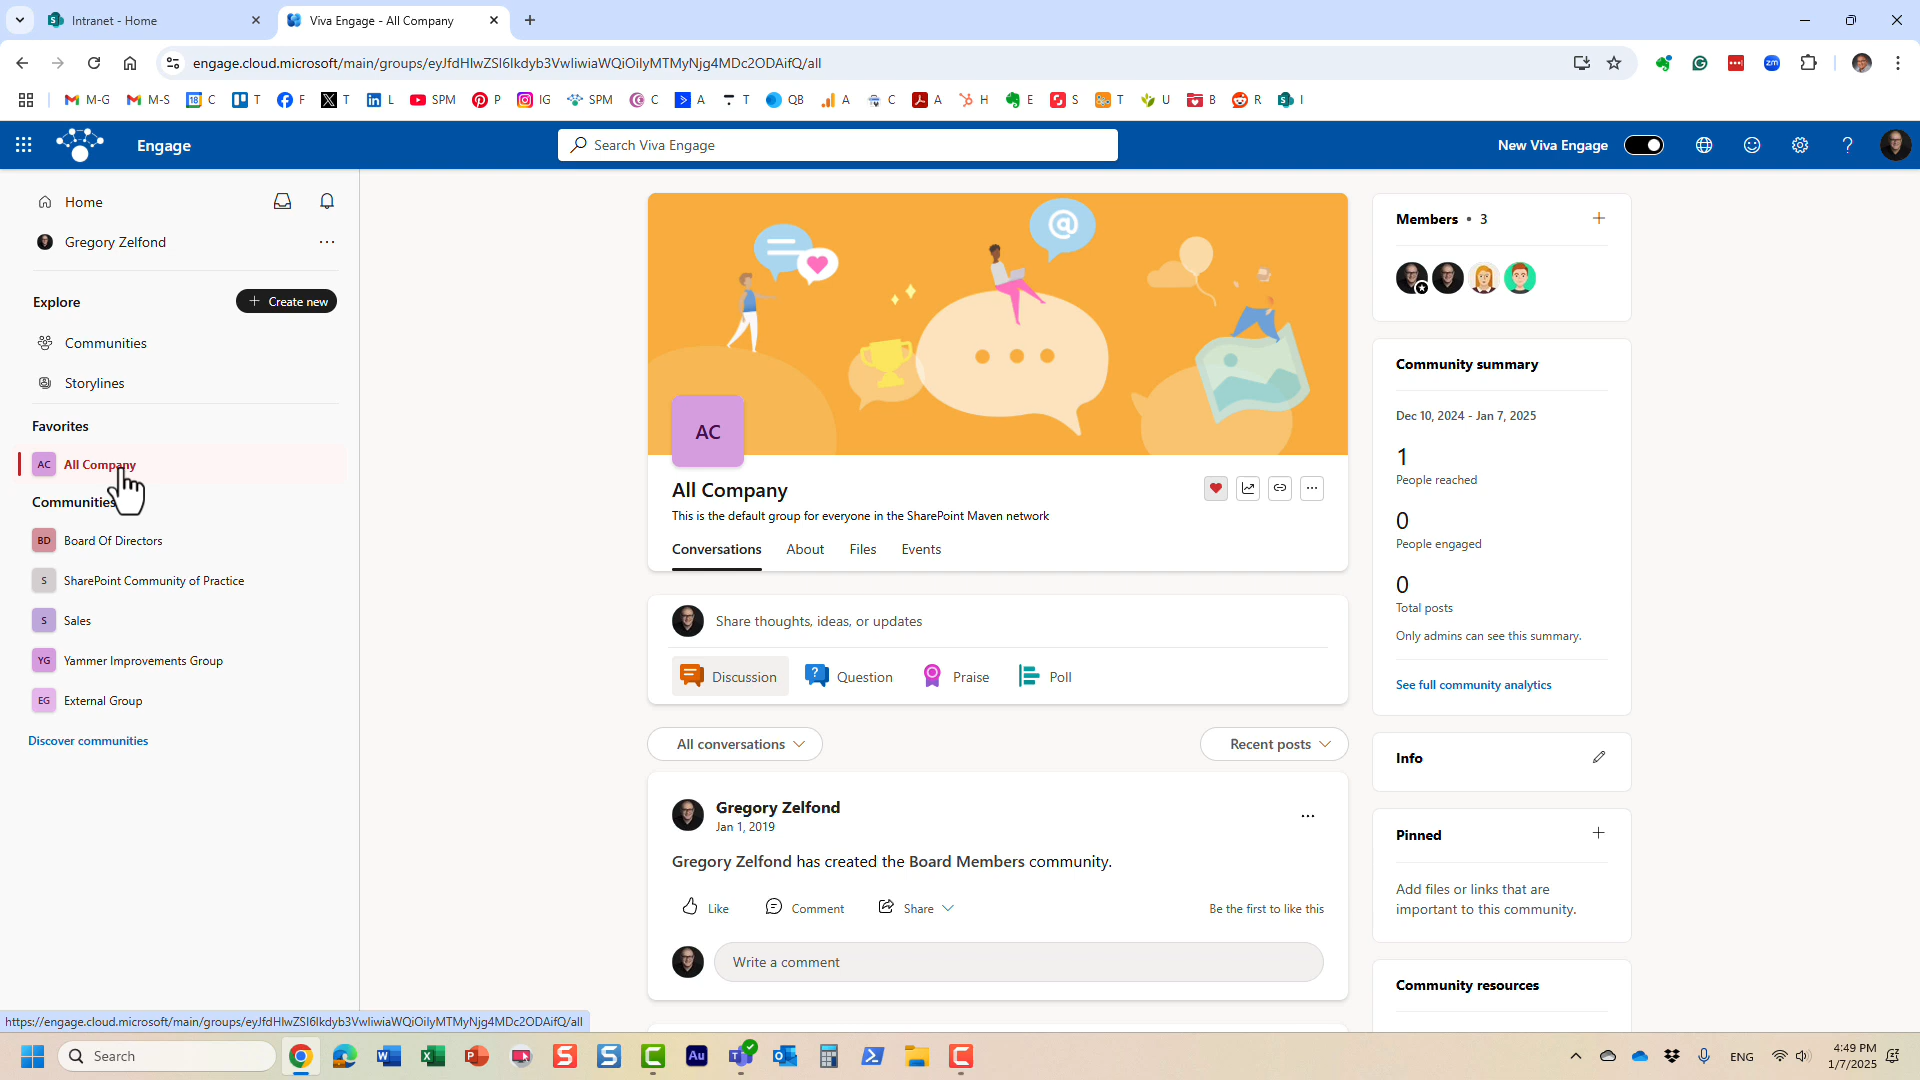 Intranet - Home
Viva Engage - All Company
engage.cloud.microsoft/main/groups/eyJfdHlwZSI6Ikdyb3VwIiwiaWQiOiIyMTMyNjg4MDc2ODAifQ/all
M-G M-S C T F T L SPM P IG SPM C A T QB A C A H E S T U B R I
Engage
Search Viva Engage
New Viva Engage
Home
Gregory Zelfond
Explore
Create new
Communities
Storylines
Favorites
AC All Company
Communities
BD Board Of Directors
S SharePoint Community of Practice
S Sales
YG Yammer Improvements Group
EG External Group
Discover communities
AC
All Company
This is the default group for everyone in the SharePoint Maven network
Conversations About Files Events
Share thoughts, ideas, or updates
Discussion Question Praise Poll
All conversations
Recent posts
Gregory Zelfond
Jan 1, 2019
Gregory Zelfond has created the Board Members community.
Like Comment Share
Be the first to like this
Write a comment
Members • 3
Community summary
Dec 10, 2024 - Jan 7, 2025
1
People reached
0
People engaged
0
Total posts
Only admins can see this summary.
See full community analytics
Info
Pinned
Add files or links that are
important to this community.
Community resources
https://engage.cloud.microsoft/main/groups/eyJfdHlwZSI6Ikdyb3VwIiwiaWQiOiIyMTMyNjg4MDc2ODAifQ/all
Search
ENG
4:49 PM
1/7/2025